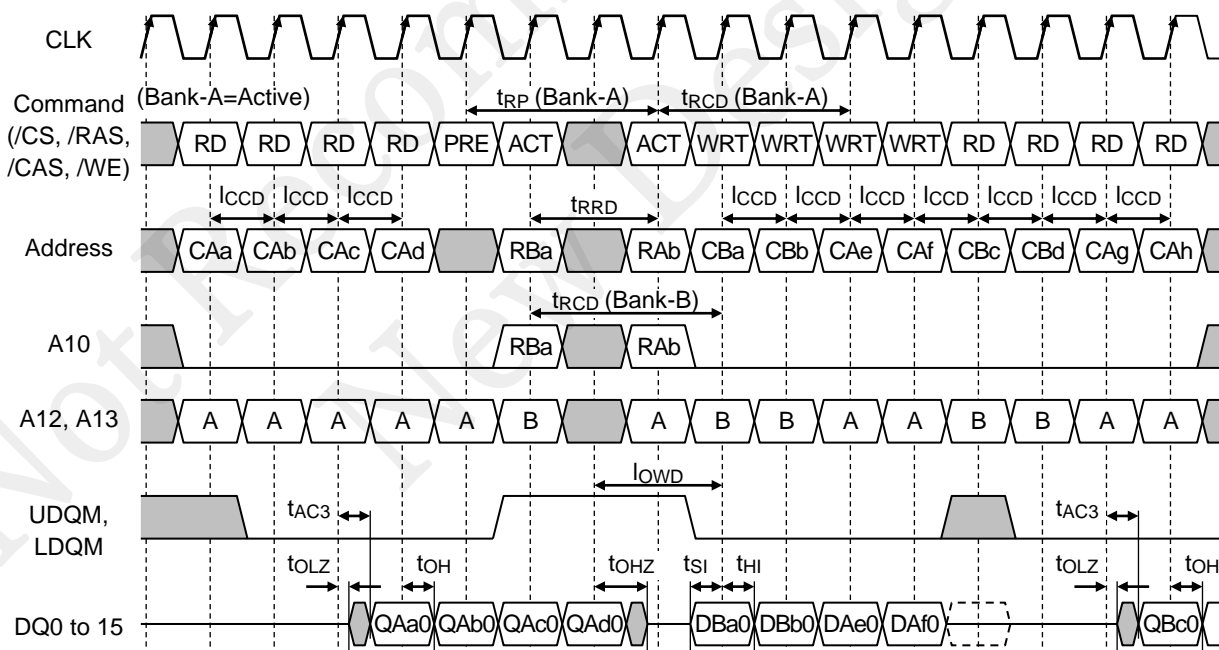 CLK
Command
(/CS, /RAS,
/CAS, /WE)
(Bank-A=Active)
tRP (Bank-A)
tRCD (Bank-A)
RD RD RD RD PRE ACT ACT WRT WRT WRT WRT RD RD RD RD
lCCD lCCD lCCD tRRD lCCD lCCD lCCD lCCD lCCD lCCD lCCD
Address CAa CAb CAc CAd RBa RAb CBa CBb CAe CAf CBc CBd CAg CAh
tRCD (Bank-B)
A10 RBa RAb
A12, A13 A A A A A B A B B A A B B A A
lOWD
UDQM,
LDQM
tAC3 tAC3
tOLZ tOH tOHZ tSI tHI tOLZ tOH
DQ0 to 15 QAa0 QAb0 QAc0 QAd0 DBa0 DBb0 DAe0 DAf0 QBc0